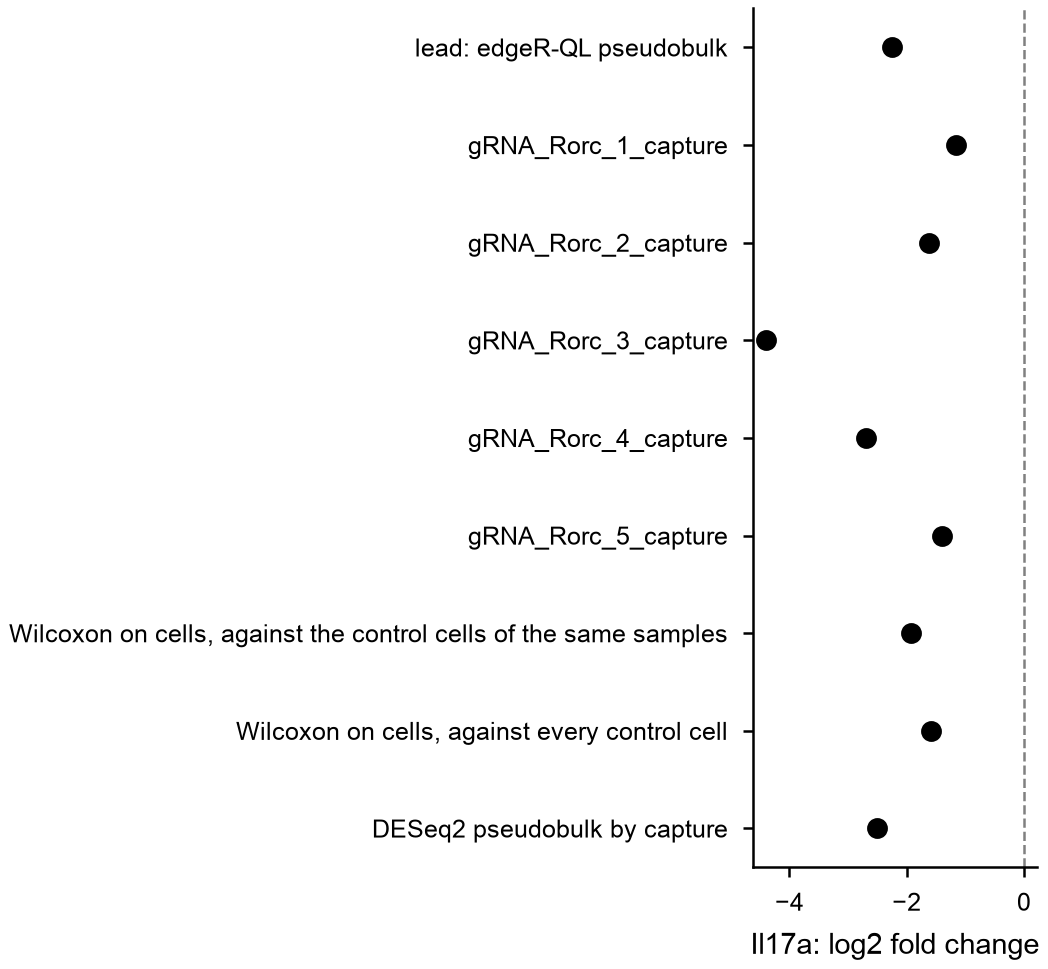 lead: edgeR-QL pseudobulk
gRNA_Rorc_1_capture
gRNA_Rorc_2_capture
gRNA_Rorc_3_capture
gRNA_Rorc_4_capture
gRNA_Rorc_5_capture
Wilcoxon on cells, against the control cells of the same samples
Wilcoxon on cells, against every control cell
DESeq2 pseudobulk by capture
−4 −2 0
Il17a: log2 fold change